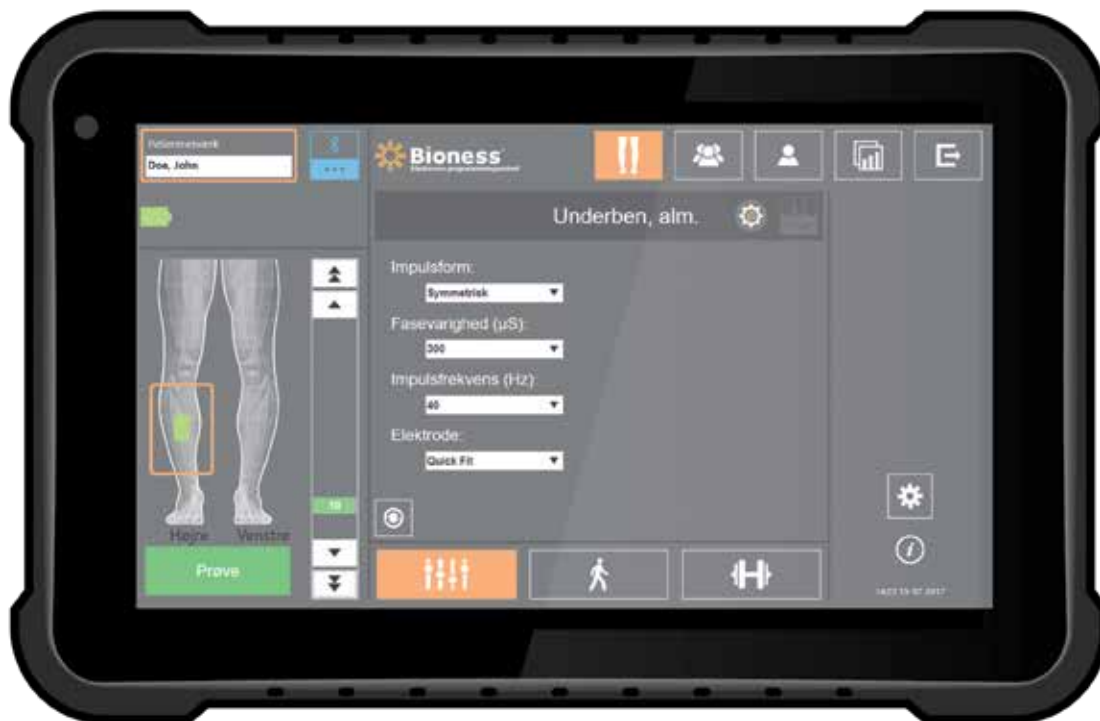 Patientnetværk
Doe, John
Bioness
Underben, alm.
Impulsform:
Symmetrisk
Fasevarighed (µS):
300
Impulsfrekvens (Hz):
40
Elektrode:
Quick Fit
10
Højre Venstre
Prøve